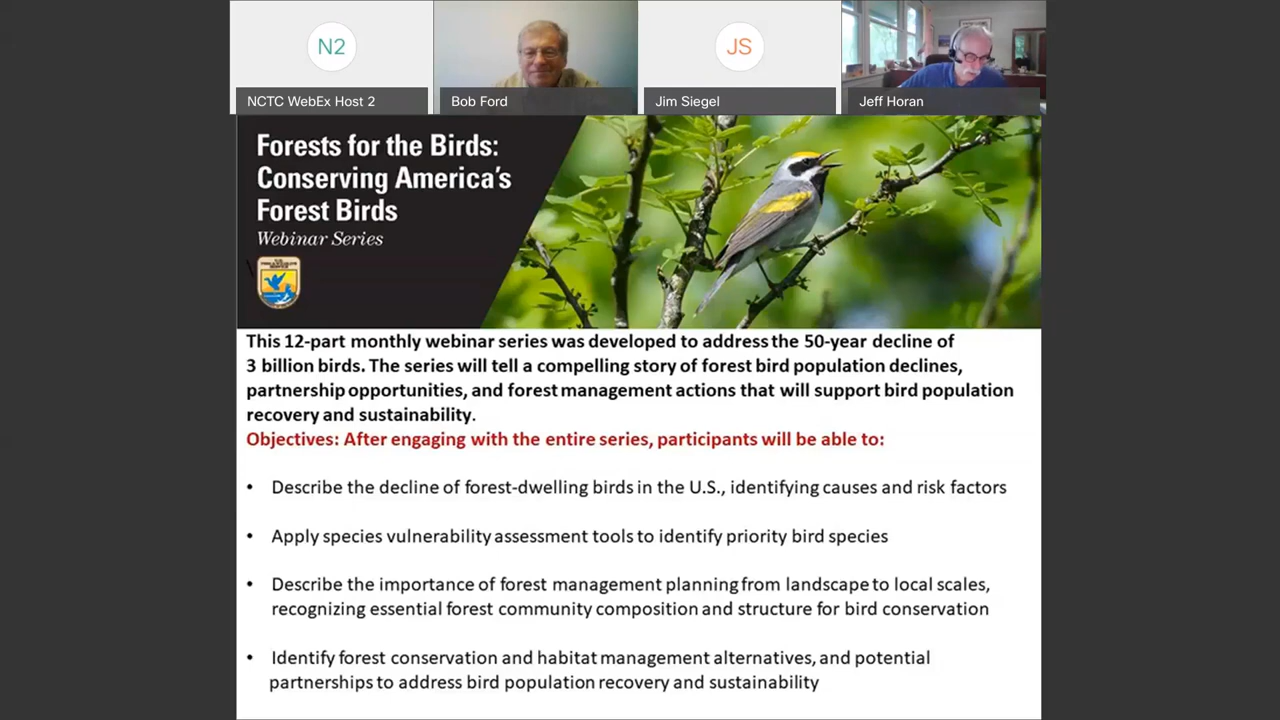 N2
NCTC WebEx Host 2
Bob Ford
JS
Jim Siegel
Jeff Horan
Forests for the Birds:
Conserving America's
Forest Birds
Webinar Series
This 12-part monthly webinar series was developed to address the 50-year decline of
3 billion birds. The series will tell a compelling story of forest bird population declines,
partnership opportunities, and forest management actions that will support bird population
recovery and sustainability.
Objectives: After engaging with the entire series, participants will be able to:
• Describe the decline of forest-dwelling birds in the U.S., identifying causes and risk factors
• Apply species vulnerability assessment tools to identify priority bird species
• Describe the importance of forest management planning from landscape to local scales,
recognizing essential forest community composition and structure for bird conservation
• Identify forest conservation and habitat management alternatives, and potential
partnerships to address bird population recovery and sustainability